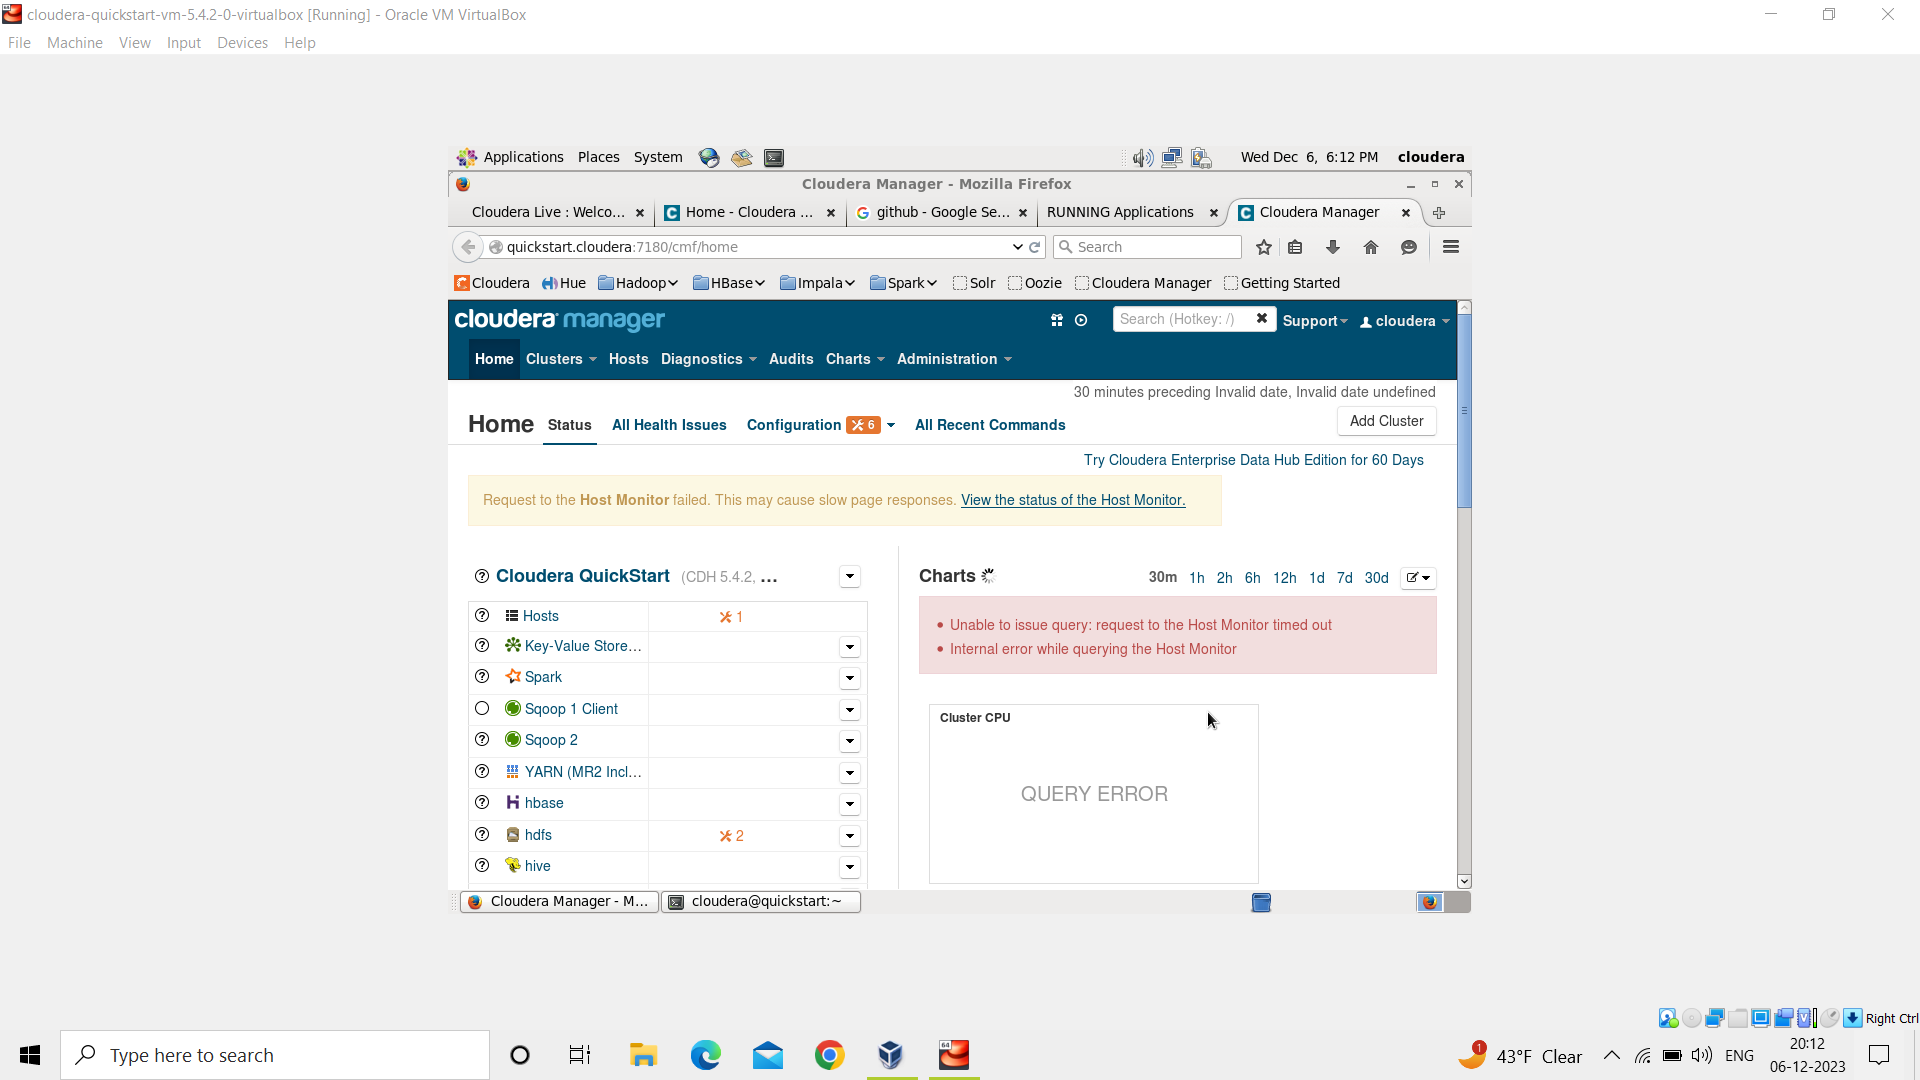 cloudera-quickstart-vm-5.4.2-0-virtualbox [Running] - Oracle VM VirtualBox
File Machine View Input Devices Help
Applications Places System Wed Dec 6, 6:12 PM cloudera
Cloudera Manager - Mozilla Firefox
Cloudera Live : Welco... Home - Cloudera ... github - Google Se... RUNNING Applications Cloudera Manager
quickstart.cloudera:7180/cmf/home Search
Cloudera Hue Hadoop HBase Impala Spark Solr Oozie Cloudera Manager Getting Started
cloudera manager Search (Hotkey: /) Support cloudera
Home Clusters Hosts Diagnostics Audits Charts Administration
30 minutes preceding Invalid date, Invalid date undefined
Home Status All Health Issues Configuration 6 All Recent Commands Add Cluster
Try Cloudera Enterprise Data Hub Edition for 60 Days
Request to the Host Monitor failed. This may cause slow page responses. View the status of the Host Monitor.
Cloudera QuickStart (CDH 5.4.2, ...
Hosts 1
Key-Value Store...
Spark
Sqoop 1 Client
Sqoop 2
YARN (MR2 Incl...
hbase
hdfs 2
hive
Charts 30m 1h 2h 6h 12h 1d 7d 30d
• Unable to issue query: request to the Host Monitor timed out
• Internal error while querying the Host Monitor
Cluster CPU
QUERY ERROR
Cloudera Manager - M... cloudera@quickstart:~
Right Ctrl
Type here to search
64
1
43°F Clear ENG
20:12
06-12-2023